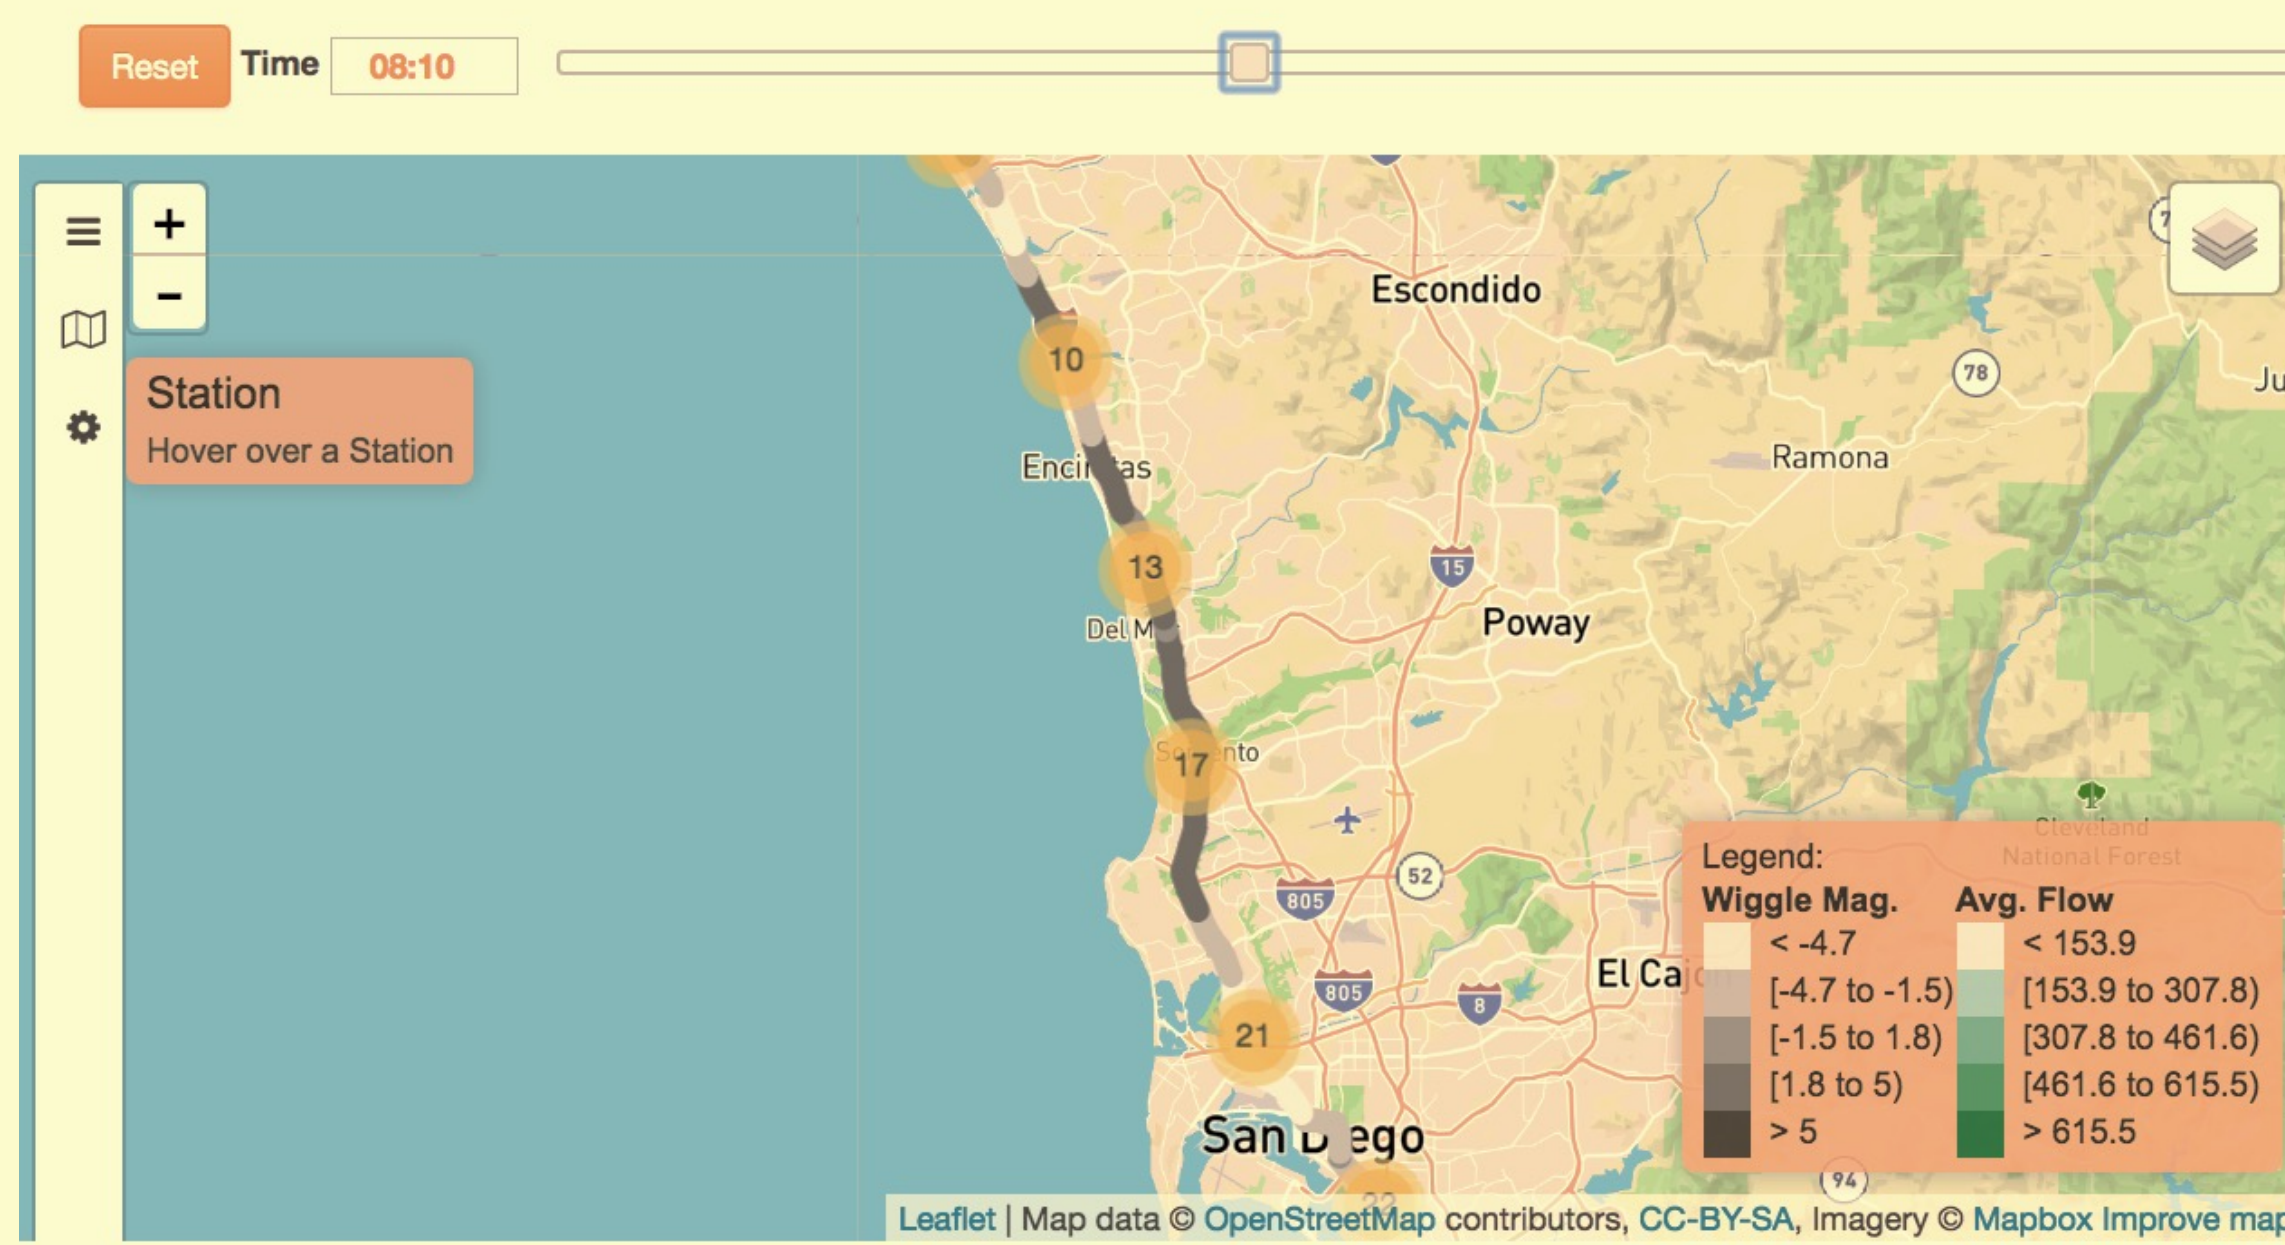 Reset Time 08:10
+
−
Station
Hover over a Station
Escondido
10
78
Ju
Ramona
13
15
Poway
Del M
17
52
805
Legend:
Wiggle Mag. Avg. Flow
< -4.7 < 153.9
[-4.7 to -1.5) [153.9 to 307.8)
[-1.5 to 1.8) [307.8 to 461.6)
[1.8 to 5) [461.6 to 615.5)
> 5 > 615.5
Cleveland
National Forest
El Cajon
805
8
21
San Diego
94
22
Leaflet | Map data © OpenStreetMap contributors, CC-BY-SA, Imagery © Mapbox Improve map